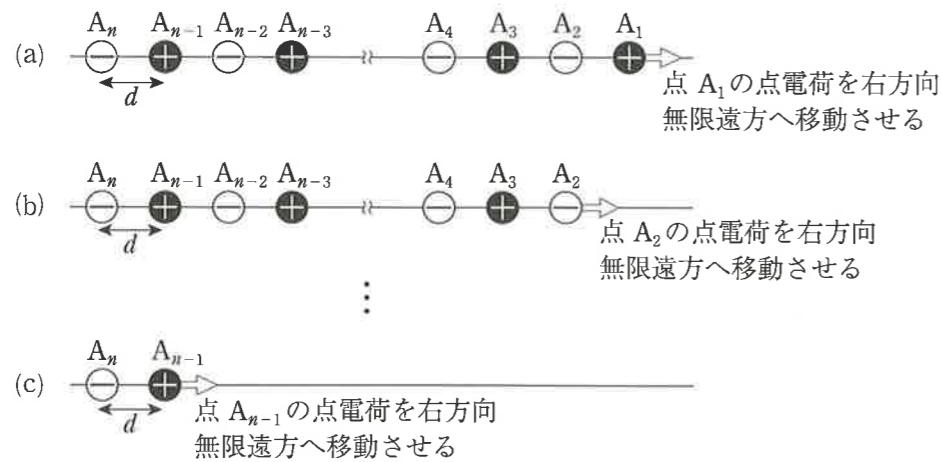 Aₙ Aₙ₋₁ Aₙ₋₂ Aₙ₋₃ A₄ A₃ A₂ A₁
(a)
d
点 A₁の点電荷を右方向
無限遠方へ移動させる
Aₙ Aₙ₋₁ Aₙ₋₂ Aₙ₋₃ A₄ A₃ A₂
(b)
d
点 A₂の点電荷を右方向
無限遠方へ移動させる
⋮
Aₙ Aₙ₋₁
(c)
d
点 Aₙ₋₁の点電荷を右方向
無限遠方へ移動させる